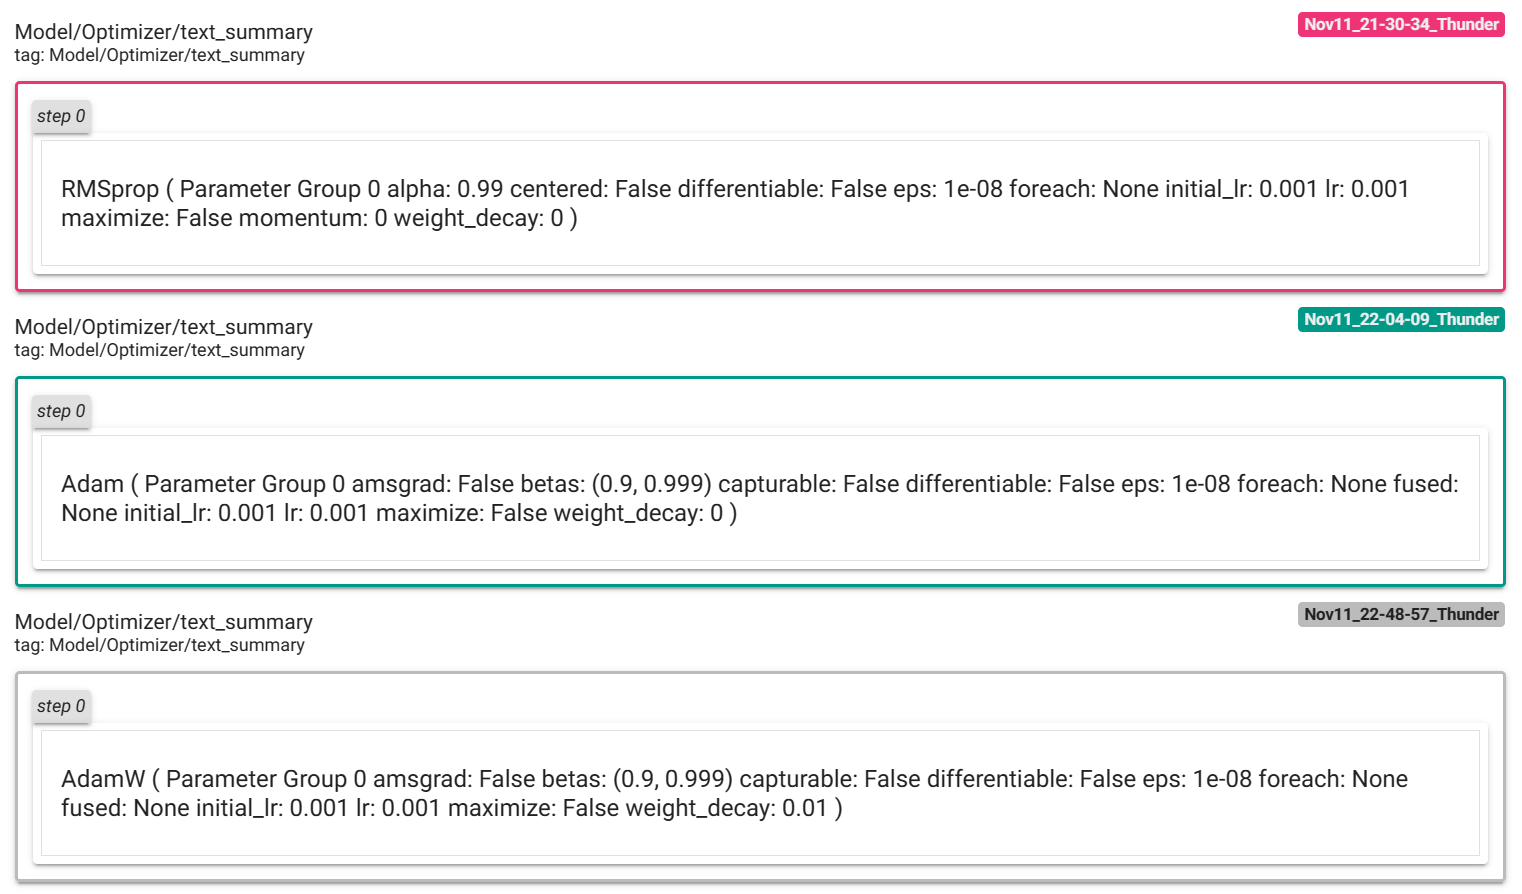 Model/Optimizer/text_summary
Nov11_21-30-34_Thunder
tag: Model/Optimizer/text_summary
step 0
RMSprop ( Parameter Group 0 alpha: 0.99 centered: False differentiable: False eps: 1e-08 foreach: None initial_lr: 0.001 lr: 0.001
maximize: False momentum: 0 weight_decay: 0 )
Model/Optimizer/text_summary
Nov11_22-04-09_Thunder
tag: Model/Optimizer/text_summary
step 0
Adam ( Parameter Group 0 amsgrad: False betas: (0.9, 0.999) capturable: False differentiable: False eps: 1e-08 foreach: None fused:
None initial_lr: 0.001 lr: 0.001 maximize: False weight_decay: 0 )
Model/Optimizer/text_summary
Nov11_22-48-57_Thunder
tag: Model/Optimizer/text_summary
step 0
AdamW ( Parameter Group 0 amsgrad: False betas: (0.9, 0.999) capturable: False differentiable: False eps: 1e-08 foreach: None
fused: None initial_lr: 0.001 lr: 0.001 maximize: False weight_decay: 0.01 )